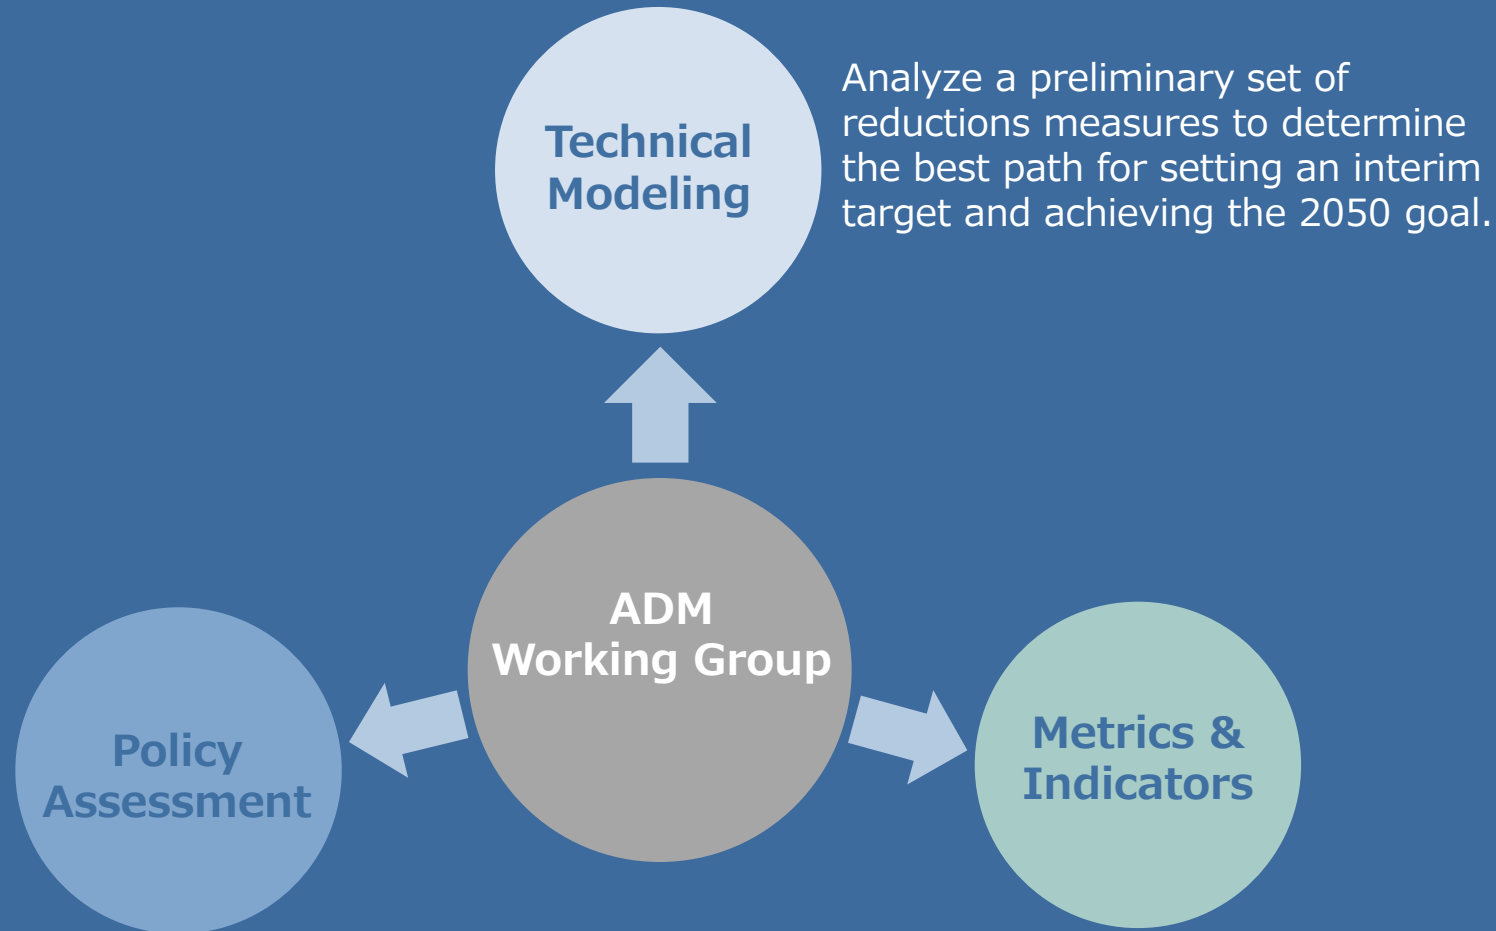 Technical
Modeling
Analyze a preliminary set of
reductions measures to determine
the best path for setting an interim
target and achieving the 2050 goal.
ADM
Working Group
Policy
Assessment
Metrics &
Indicators